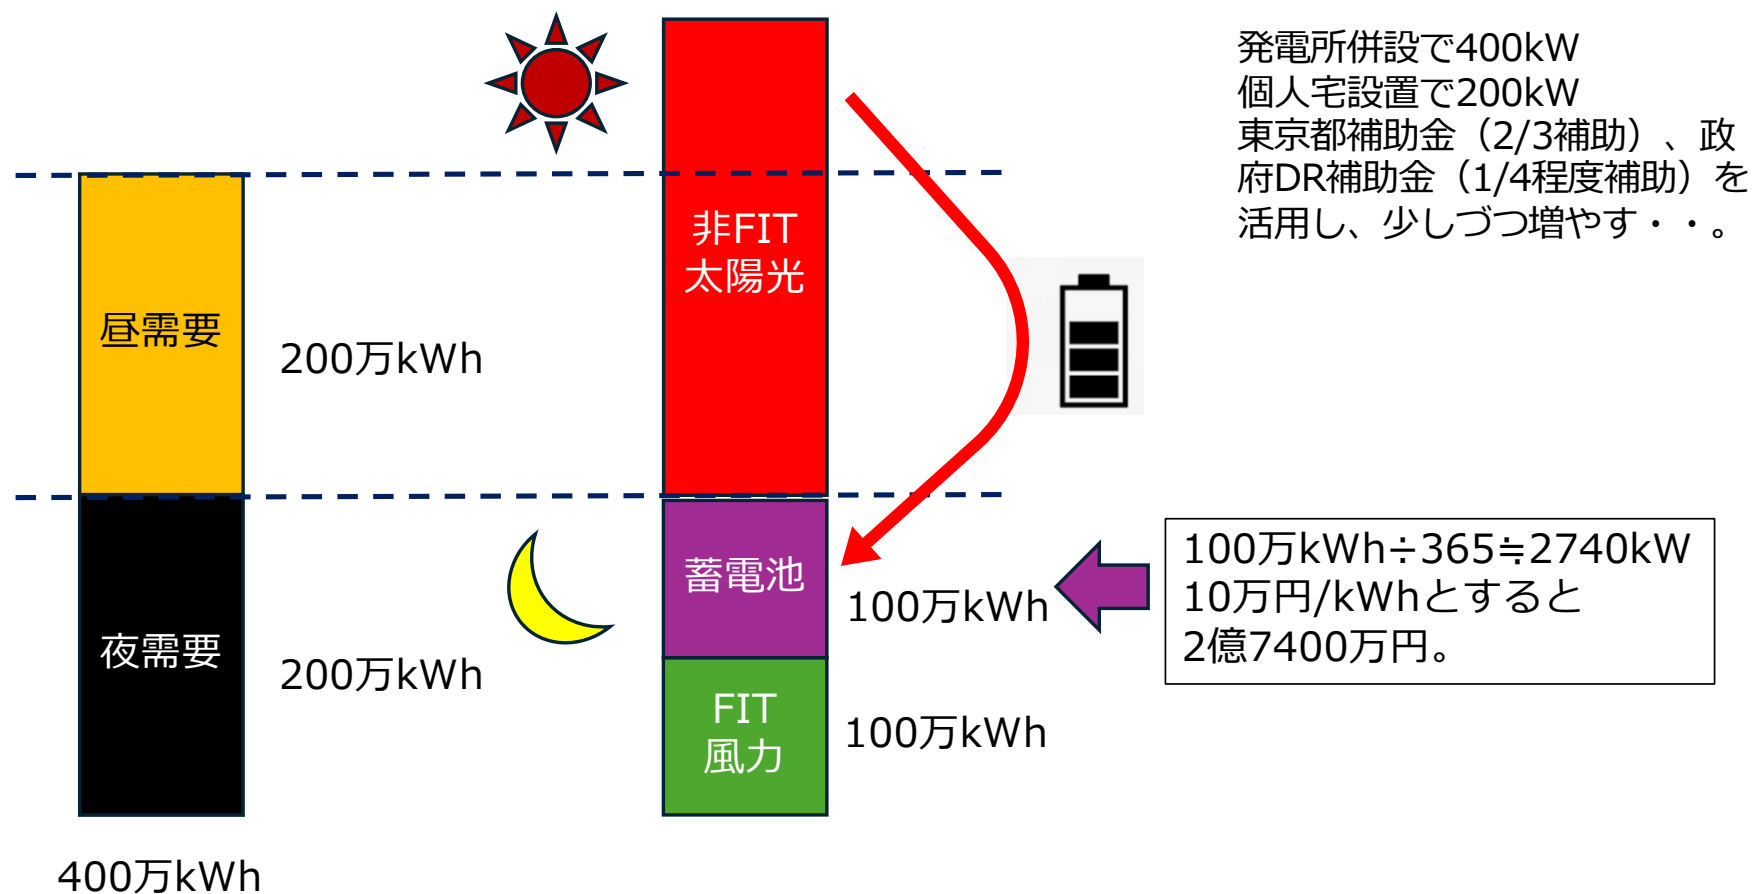 発電所併設で400kW
個人宅設置で200kW
東京都補助金（2/3補助）、政
府DR補助金（1/4程度補助）を
活用し、少しづつ増やす・・。
非FIT
太陽光
昼需要
200万kWh
蓄電池
100万kWh
100万kWh÷365≒2740kW
10万円/kWhとすると
2億7400万円。
夜需要
200万kWh
FIT
風力
100万kWh
400万kWh